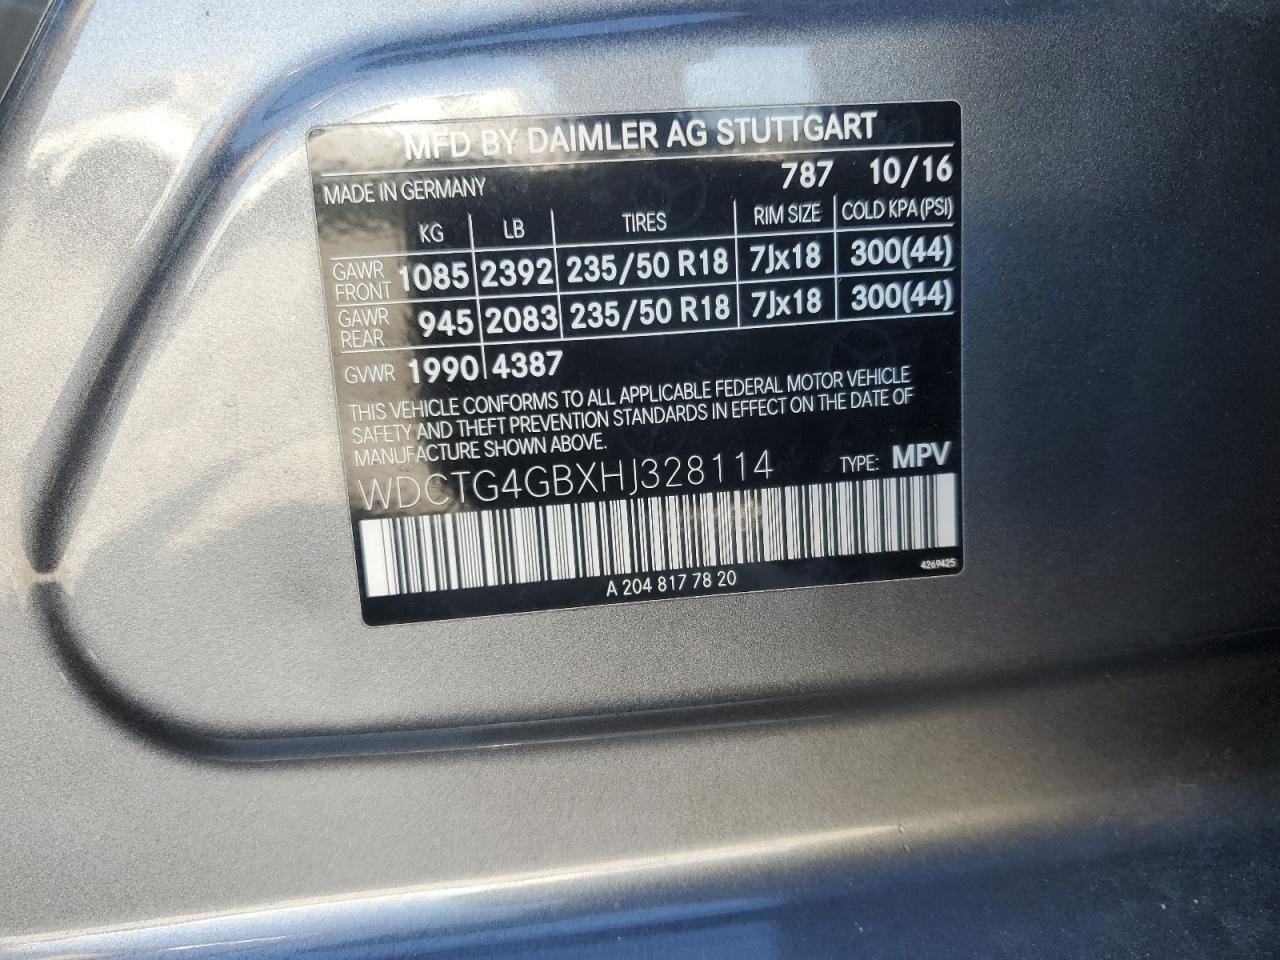 MFD BY DAIMLER AG STUTTGART
MADE IN GERMANY 787 10/16
KG LB TIRES RIM SIZE COLD KPA (PSI)
GAWR FRONT 1085 2392 235/50 R18 7Jx18 300(44)
GAWR REAR 945 2083 235/50 R18 7Jx18 300(44)
GVWR 1990 4387
THIS VEHICLE CONFORMS TO ALL APPLICABLE FEDERAL MOTOR VEHICLE
SAFETY AND THEFT PREVENTION STANDARDS IN EFFECT ON THE DATE OF
MANUFACTURE SHOWN ABOVE.
WDCTG4GBXHJ328114 TYPE: MPV
A 204 817 78 20 4269425